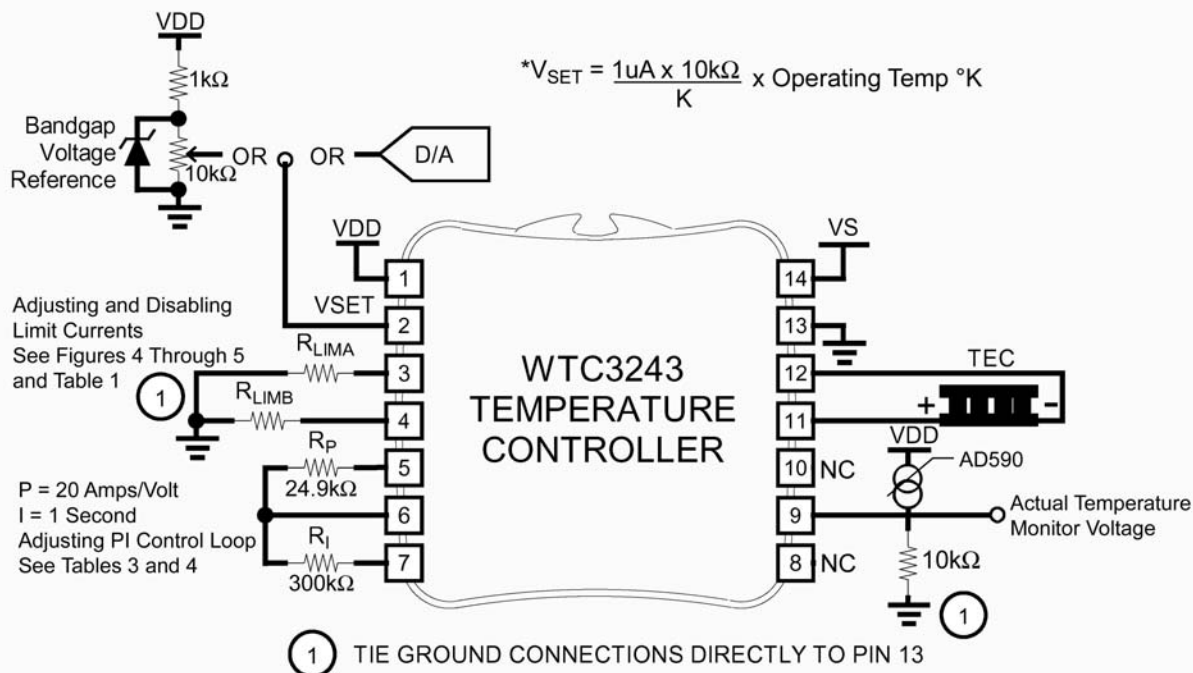 VDD
1kΩ
Bandgap
Voltage
Reference
10kΩ
OR
OR
D/A
*VSET = 1uA x 10kΩ / K x Operating Temp °K
VDD
VS
1
14
VSET
2
13
Adjusting and Disabling
Limit Currents
See Figures 4 Through 5
and Table 1
1
RLIMA
3
12
TEC
RLIMB
4
11
+
-
WTC3243
TEMPERATURE
CONTROLLER
RP
24.9kΩ
5
10
NC
VDD
AD590
P = 20 Amps/Volt
I = 1 Second
Adjusting PI Control Loop
See Tables 3 and 4
6
9
Actual Temperature
Monitor Voltage
RI
300kΩ
7
8
NC
10kΩ
1
1 TIE GROUND CONNECTIONS DIRECTLY TO PIN 13